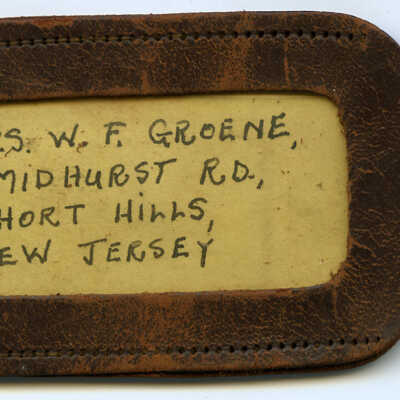 S. W. F. GROENE,
MIDHURST RD.,
HORT HILLS,
EW JERSEY